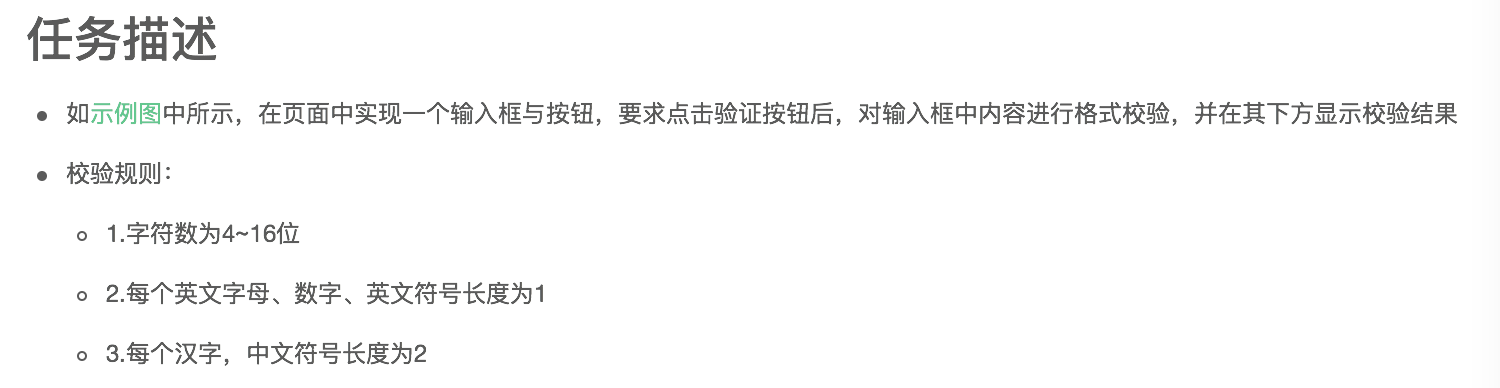 任务描述
如示例图中所示，在页面中实现一个输入框与按钮，要求点击验证按钮后，对输入框中内容进行格式校验，并在其下方显示校验结果
校验规则：
1.字符数为4~16位
2.每个英文字母、数字、英文符号长度为1
3.每个汉字，中文符号长度为2